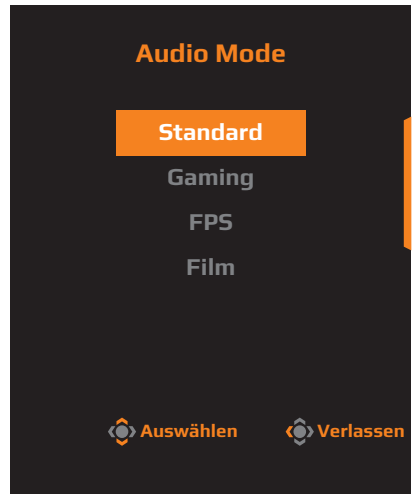 Audio Mode
Standard
Gaming
FPS
Film
Auswählen Verlassen